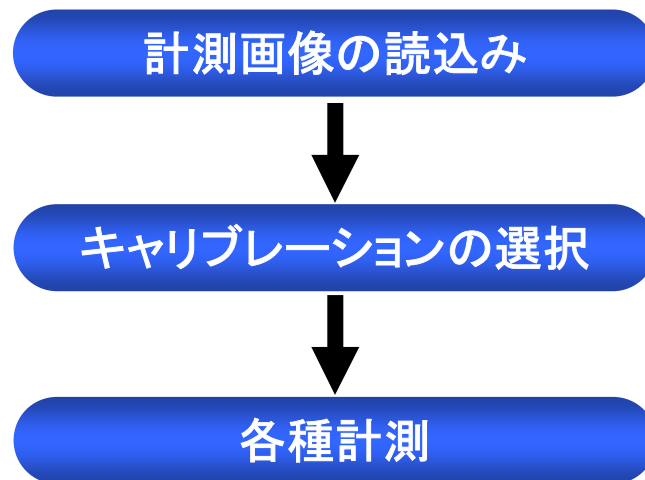 計測画像の読込み
キャリブレーションの選択
各種計測